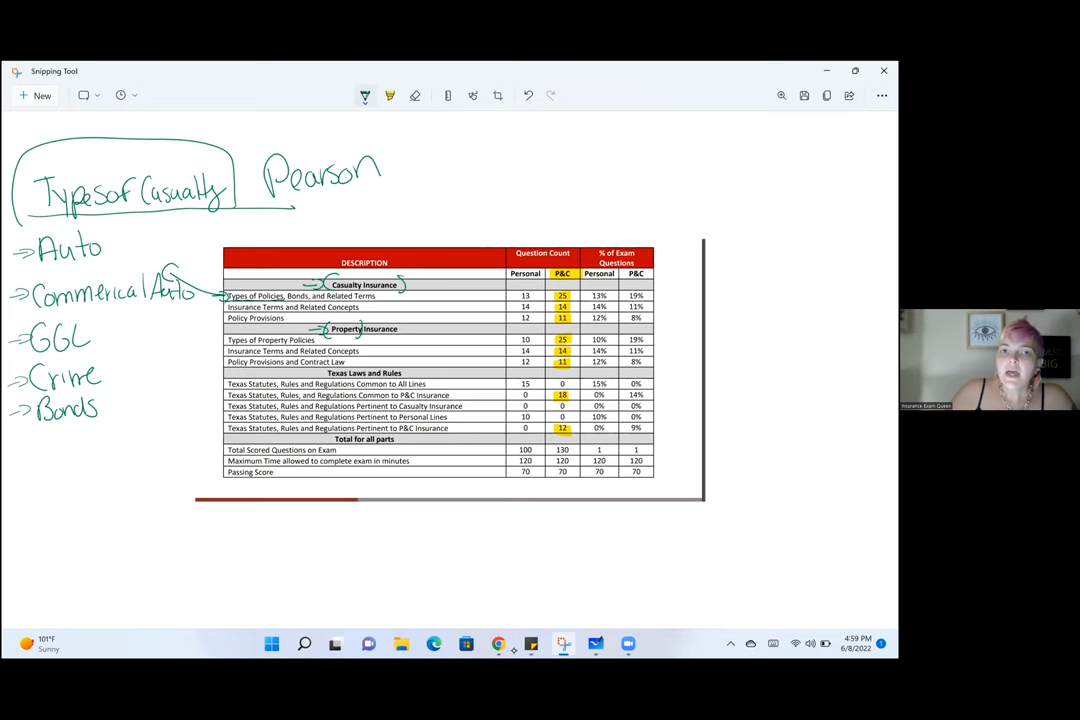 Snipping Tool
New
Types of Casualty Pearson
→ Auto
→ Commerical Auto
→ GGL
→ Crime
→ Bonds
DESCRIPTION Question Count % of Exam Questions
Personal P&C Personal P&C
Casualty Insurance
Types of Policies, Bonds, and Related Terms 13 25 13% 19%
Insurance Terms and Related Concepts 14 14 14% 11%
Policy Provisions 12 11 12% 8%
Property Insurance
Types of Property Policies 10 25 10% 19%
Insurance Terms and Related Concepts 14 14 14% 11%
Policy Provisions and Contract Law 12 11 12% 8%
Texas Laws and Rules
Texas Statutes, Rules and Regulations Common to All Lines 15 0 15% 0%
Texas Statutes, Rules, and Regulations Common to P&C Insurance 0 18 0% 14%
Texas Statutes, Rules and Regulations Pertinent to Casualty Insurance 0 0 0% 0%
Texas Statutes, Rules and Regulations Pertinent to Personal Lines 10 0 10% 0%
Texas Statutes, Rules and Regulations Pertinent to P&C Insurance 0 12 0% 9%
Total for all parts
Total Scored Questions on Exam 100 130 1 1
Maximum Time allowed to complete exam in minutes 120 120 120 120
Passing Score 70 70 70 70
BIG
Insurance Exam Queen
101°F
Sunny
4:59 PM
6/8/2022
1